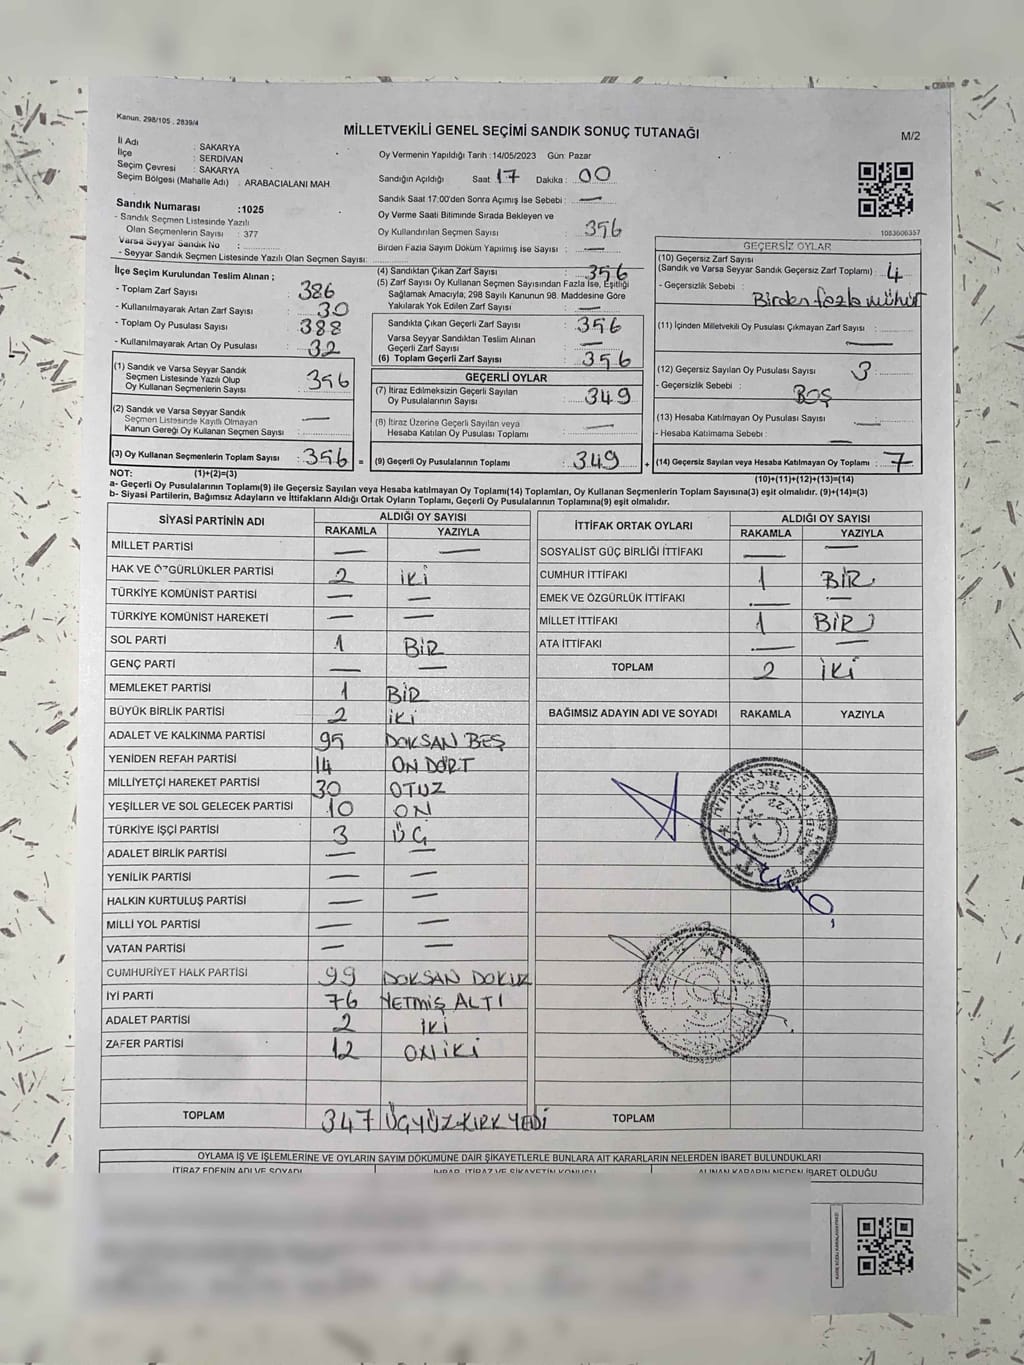 Kanun. 298/105 . 2839/4
MİLLETVEKİLİ GENEL SEÇİMİ SANDIK SONUÇ TUTANAĞI
M/2
İl Adı : SAKARYA
İlçe : SERDİVAN
Seçim Çevresi : SAKARYA
Seçim Bölgesi (Mahalle Adı) : ARABACIALANI MAH
Sandık Numarası :1025
- Sandık Seçmen Listesinde Yazılı
Olan Seçmenlerin Sayısı : 377
Varsa Seyyar Sandık No :
- Seyyar Sandık Seçmen Listesinde Yazılı Olan Seçmen Sayısı:
Oy Vermenin Yapıldığı Tarih :14/05/2023 Gün: Pazar
Sandığın Açıldığı Saat 17 Dakika : 00
Sandık Saat 17.00'den Sonra Açımış İse Sebebi : —
Oy Verme Saati Bitiminde Sırada Bekleyen ve
Oy Kullandırılan Seçmen Sayısı : 356
Birden Fazla Sayım Döküm Yapılmış İse Sayısı : —
1083606357
İlçe Seçim Kurulundan Teslim Alınan ;
- Toplam Zarf Sayısı : 386
- Kullanılmayarak Artan Zarf Sayısı : 30
- Toplam Oy Pusulası Sayısı : 388
- Kullanılmayarak Artan Oy Pusulası : 32
(1) Sandık ve Varsa Seyyar Sandık
Seçmen Listesinde Yazılı Olup
Oy Kullanan Seçmenlerin Sayısı : 356
(2) Sandık ve Varsa Seyyar Sandık
Seçmen Listesinde Kayıtlı Olmayan
Kanun Gereği Oy Kullanan Seçmen Sayısı : —
(3) Oy Kullanan Seçmenlerin Toplam Sayısı : 356 =
(4) Sandıktan Çıkan Zarf Sayısı : 356
(5) Zarf Sayısı Oy Kullanan Seçmen Sayısından Fazla İse, Eşitliği
Sağlamak Amacıyla; 298 Sayılı Kanunun 98. Maddesine Göre
Yakılarak Yok Edilen Zarf Sayısı : —
Sandıkta Çıkan Geçerli Zarf Sayısı : 356
Varsa Seyyar Sandıktan Teslim Alınan
Geçerli Zarf Sayısı : —
(6) Toplam Geçerli Zarf Sayısı : 356
GEÇERLİ OYLAR
(7) İtiraz Edilmeksizin Geçerli Sayılan
Oy Pusulalarının Sayısı : 349
(8) İtiraz Üzerine Geçerli Sayılan veya
Hesaba Katılan Oy Pusulası Toplamı : —
(9) Geçerli Oy Pusulalarının Toplamı : 349 +
GEÇERSİZ OYLAR
(10) Geçersiz Zarf Sayısı
(Sandık ve Varsa Seyyar Sandık Geçersiz Zarf Toplamı) : 4
- Geçersizlik Sebebi : Birden fazla mühür
(11) İçinden Milletvekili Oy Pusulası Çıkmayan Zarf Sayısı : —
(12) Geçersiz Sayılan Oy Pusulası Sayısı : 3
- Geçersizlik Sebebi : BOŞ
(13) Hesaba Katılmayan Oy Pusulası Sayısı : —
- Hesaba Katılmama Sebebi : —
(14) Geçersiz Sayılan veya Hesaba Katılmayan Oy Toplamı : 7
NOT: (1)+(2)=(3)
(10)+(11)+(12)+(13)=(14)
a- Geçerli Oy Pusulalarının Toplamı(9) ile Geçersiz Sayılan veya Hesaba katılmayan Oy Toplamı(14) Toplamları, Oy Kullanan Seçmenlerin Toplam Sayısına(3) eşit olmalıdır. (9)+(14)=(3)
b- Siyasi Partilerin, Bağımsız Adayların ve İttifakların Aldığı Ortak Oyların Toplamı, Geçerli Oy Pusulalarının Toplamına(9) eşit olmalıdır.
SİYASİ PARTİNİN ADI ALDIĞI OY SAYISI
RAKAMLA YAZIYLA
MİLLET PARTİSİ — —
HAK VE ÖZGÜRLÜKLER PARTİSİ 2 İKİ
TÜRKİYE KOMÜNİST PARTİSİ — —
TÜRKİYE KOMÜNİST HAREKETİ — —
SOL PARTİ 1 BİR
GENÇ PARTİ — —
MEMLEKET PARTİSİ 1 BİR
BÜYÜK BİRLİK PARTİSİ 2 İKİ
ADALET VE KALKINMA PARTİSİ 95 DOKSAN BEŞ
YENİDEN REFAH PARTİSİ 14 ON DÖRT
MİLLİYETÇİ HAREKET PARTİSİ 30 OTUZ
YEŞİLLER VE SOL GELECEK PARTİSİ 10 ON
TÜRKİYE İŞÇİ PARTİSİ 3 ÜÇ
ADALET BİRLİK PARTİSİ — —
YENİLİK PARTİSİ — —
HALKIN KURTULUŞ PARTİSİ — —
MİLLİ YOL PARTİSİ — —
VATAN PARTİSİ — —
CUMHURİYET HALK PARTİSİ 99 DOKSAN DOKUZ
İYİ PARTİ 76 YETMİŞ ALTI
ADALET PARTİSİ 2 İKİ
ZAFER PARTİSİ 12 ONİKİ
TOPLAM 347 ÜÇYÜZKIRKYEDİ
İTTİFAK ORTAK OYLARI ALDIĞI OY SAYISI
RAKAMLA YAZIYLA
SOSYALİST GÜÇ BİRLİĞİ İTTİFAKI — —
CUMHUR İTTİFAKI 1 BİR
EMEK VE ÖZGÜRLÜK İTTİFAKI — —
MİLLET İTTİFAKI 1 BİR
ATA İTTİFAKI — —
TOPLAM 2 İKİ
BAĞIMSIZ ADAYIN ADI VE SOYADI RAKAMLA YAZIYLA
TOPLAM
OYLAMA İŞ VE İŞLEMLERİNE VE OYLARIN SAYIM DÖKÜMÜNE DAİR ŞİKAYETLERLE BUNLARA AİT KARARLARIN NELERDEN İBARET BULUNDUKLARI
İTİRAZ EDENİN ADI VE SOYADI İHBAR, İTİRAZ VE ŞİKAYETİN KONUSU ALINAN KARARIN NEDEN İBARET OLDUĞU